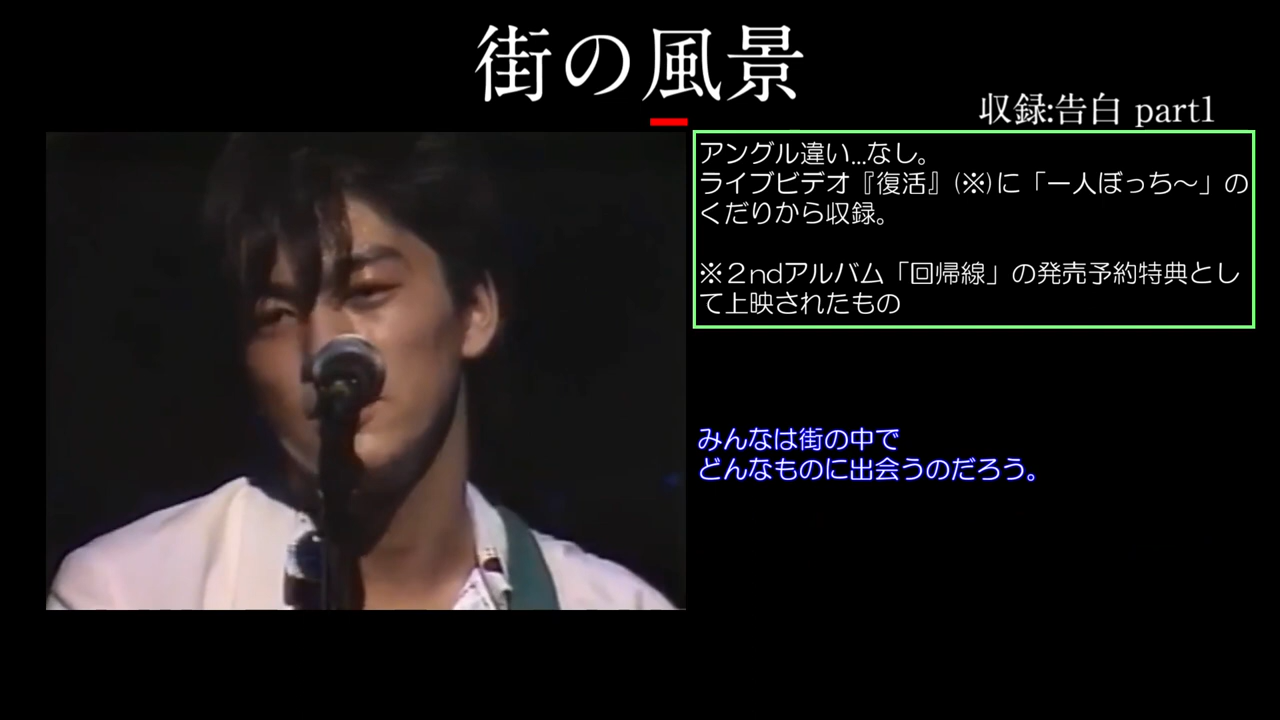 街の風景
収録:告白 part1
アングル違い...なし。
ライブビデオ『復活』(※)に「一人ぼっち～」の
くだりから収録。
※２ndアルバム「回帰線」の発売予約特典とし
て上映されたもの
みんなは街の中で
どんなものに出会うのだろう。